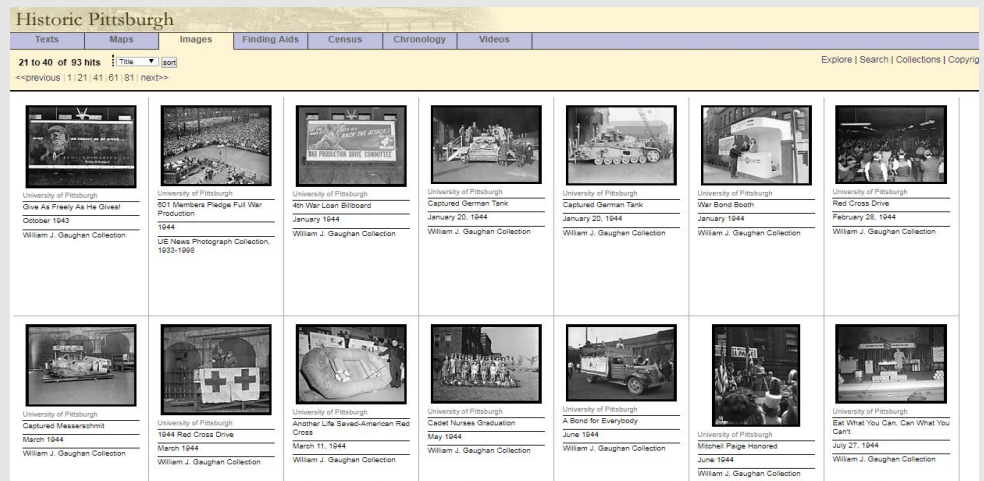 Historic Pittsburgh
Texts Maps Images Finding Aids Census Chronology Videos
21 to 40 of 93 hits Title sort
Explore | Search | Collections | Copyrig
<<previous | 1 | 21 | 41 | 61 | 81 | next>>
GIVE AS FREELY AS HE GIVES!
BACK THE ATTACK!
WAR PRODUCTION DRIVE COMMITTEE
University of Pittsburgh
Give As Freely As He Gives!
October 1943
William J. Gaughan Collection
University of Pittsburgh
601 Members Pledge Full War
Production
1944
UE News Photograph Collection,
1933-1998
University of Pittsburgh
4th War Loan Billboard
January 1944
William J. Gaughan Collection
University of Pittsburgh
Captured German Tank
January 20, 1944
William J. Gaughan Collection
University of Pittsburgh
Captured German Tank
January 20, 1944
William J. Gaughan Collection
University of Pittsburgh
War Bond Booth
January 1944
William J. Gaughan Collection
University of Pittsburgh
Red Cross Drive
February 28, 1944
William J. Gaughan Collection
University of Pittsburgh
Captured Messerschmit
March 1944
William J. Gaughan Collection
University of Pittsburgh
1944 Red Cross Drive
March 1944
William J. Gaughan Collection
University of Pittsburgh
Another Life Saved-American Red
Cross
March 11, 1944
William J. Gaughan Collection
University of Pittsburgh
Cadet Nurses Graduation
May 1944
William J. Gaughan Collection
University of Pittsburgh
A Bond for Everybody
June 1944
William J. Gaughan Collection
University of Pittsburgh
Mitchell Paige Honored
June 1944
William J. Gaughan Collection
University of Pittsburgh
Eat What You Can, Can What You
Can't
July 27, 1944
William J. Gaughan Collection